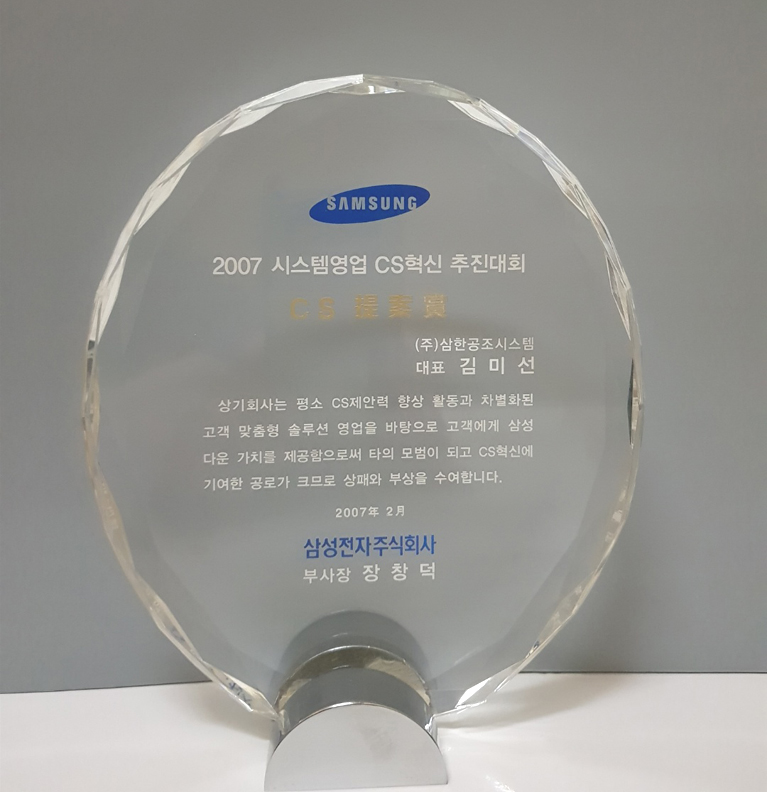 SAMSUNG
2007 시스템영업 CS혁신 추진대회
CS 提案賞
(주)삼한공조시스템
대표 김 미 선
상기회사는 평소 CS제안력 향상 활동과 차별화된
고객 맞춤형 솔루션 영업을 바탕으로 고객에게 삼성
다운 가치를 제공함으로써 타의 모범이 되고 CS혁신에
기여한 공로가 크므로 상패와 부상을 수여합니다.
2007年 2月
삼성전자주식회사
부사장 장 창 덕